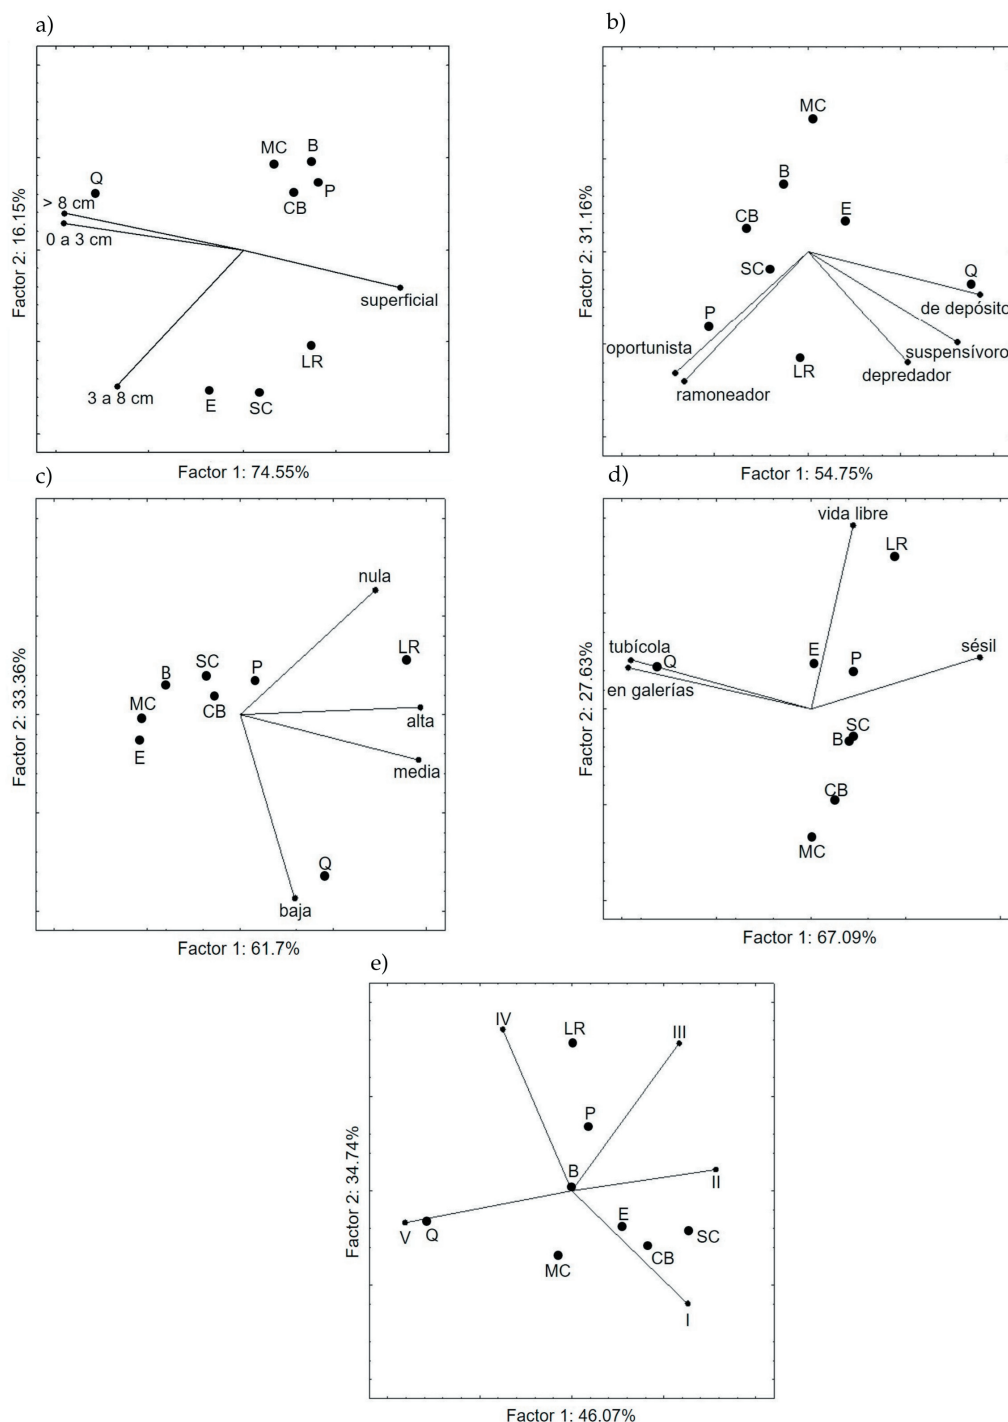 a)
MC
B
Q
P
CB
> 8 cm
0 a 3 cm
superficial
LR
3 a 8 cm
E
SC
Factor 2: 16.15%
Factor 1: 74.55%
b)
MC
B
CB
E
SC
Q
de depósito
P
oportunista
suspensívoro
LR
depredador
ramoneador
Factor 2: 31.16%
Factor 1: 54.75%
c)
nula
SC
P
LR
B
MC
CB
alta
E
media
Q
baja
Factor 2: 33.36%
Factor 1: 61.7%
d)
vida libre
LR
tubícola
E
sésil
Q
P
en galerías
SC
B
CB
MC
Factor 2: 27.63%
Factor 1: 67.09%
e)
IV
LR
III
P
B
II
E
V
Q
SC
CB
MC
I
Factor 2: 34.74%
Factor 1: 46.07%